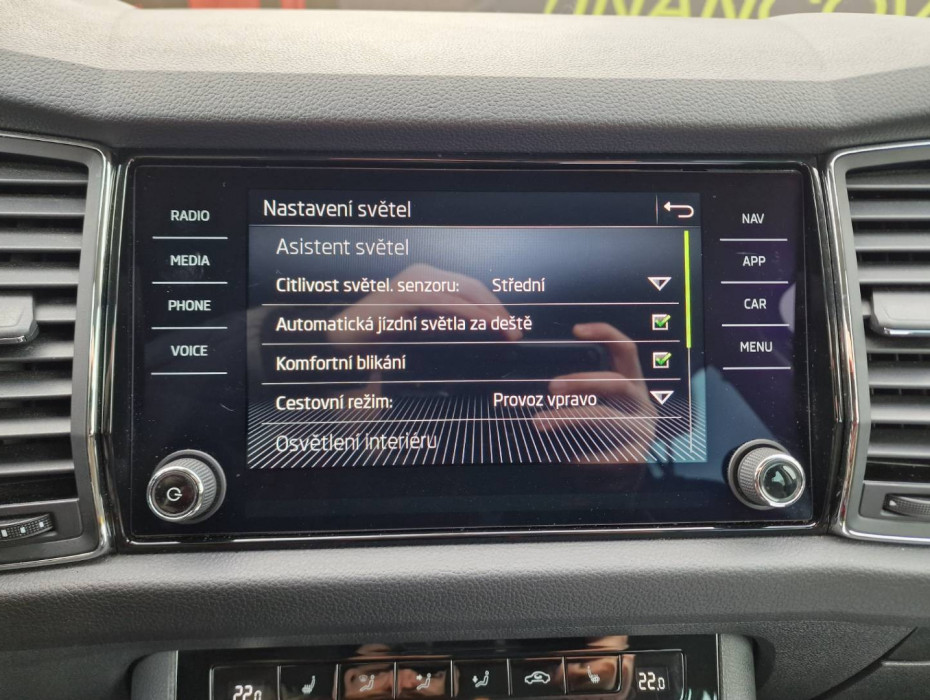 RADIO
MEDIA
PHONE
VOICE
Nastavení světel
Asistent světel
Citlivost světel. senzoru: Střední
Automatická jízdní světla za deště
Komfortní blikání
Cestovní režim: Provoz vpravo
Osvětlení interiéru
NAV
APP
CAR
MENU
22.0
22.0